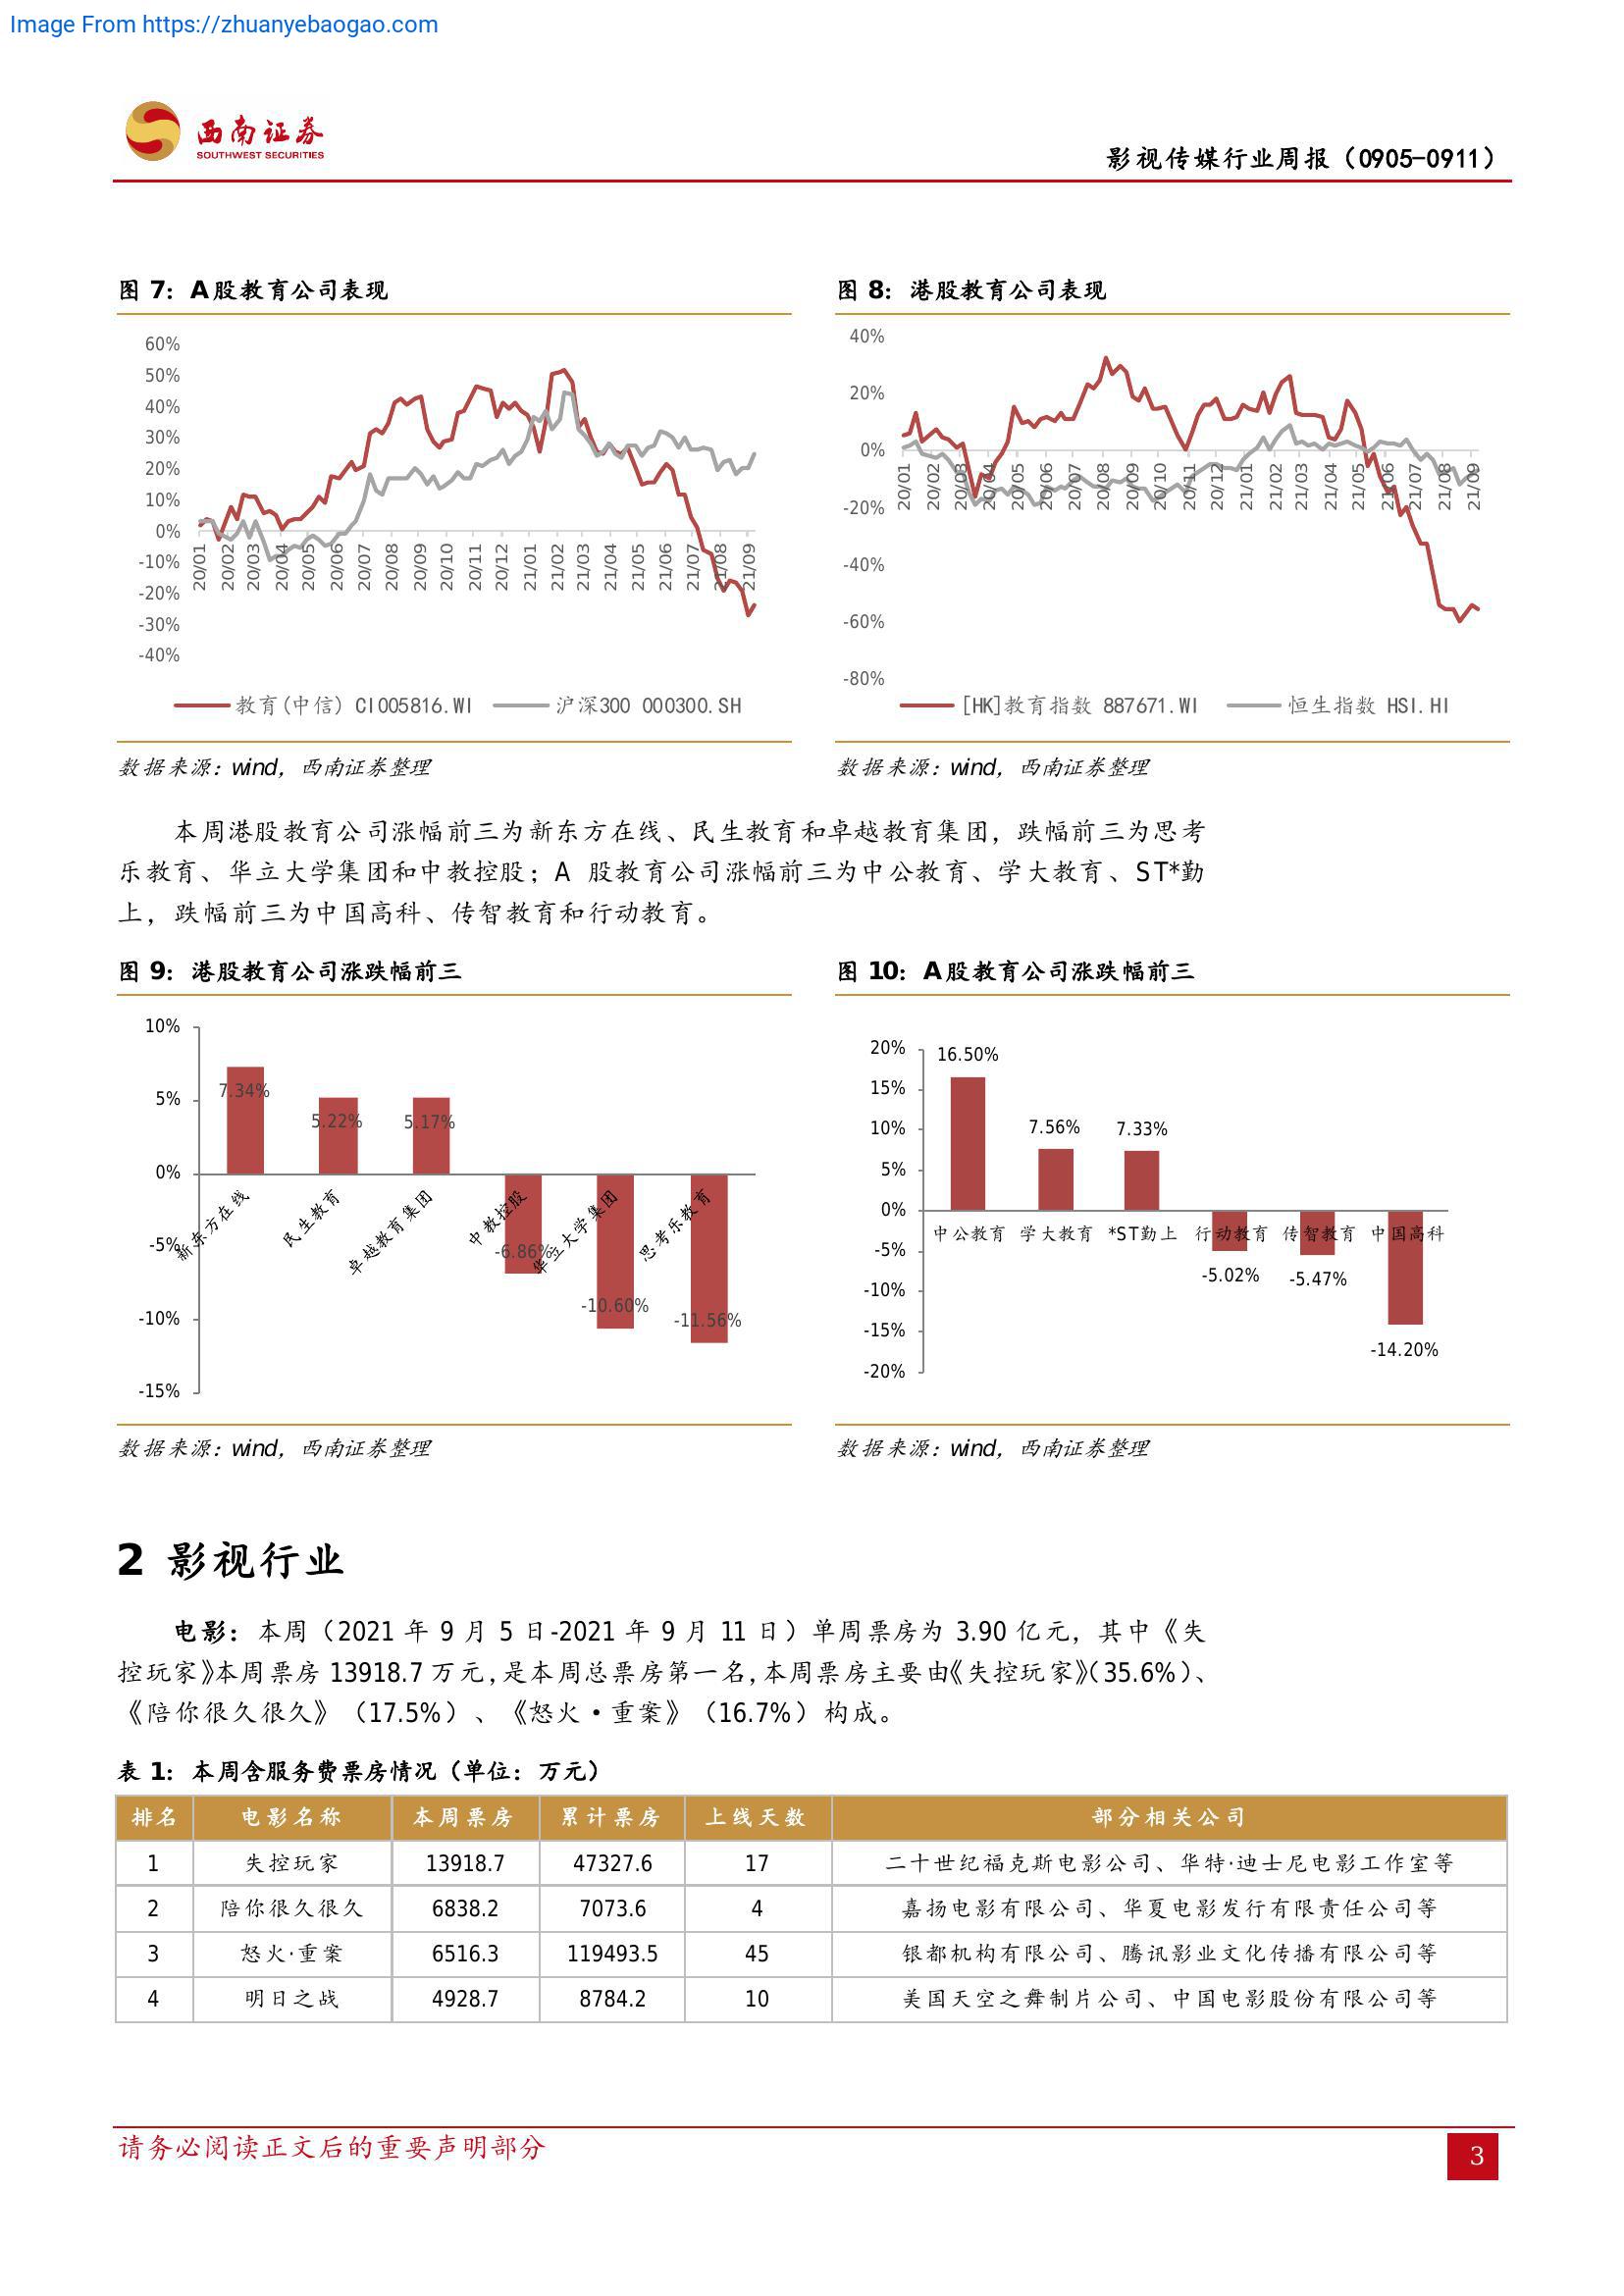 Image From https://zhuanyebaogao.com
西南证券
SOUTHWEST SECURITIES
影视传媒行业周报（0905-0911）
图 7：A股教育公司表现
60%
50%
40%
30%
20%
10%
0%
-10%
-20%
-30%
-40%
20/01
20/02
20/03
20/04
20/05
20/06
20/07
20/08
20/09
20/10
20/11
20/12
21/01
21/02
21/03
21/04
21/05
21/06
21/07
21/08
21/09
教育(中信) CI005816.WI 沪深300 000300.SH
数据来源：wind，西南证券整理
图 8：港股教育公司表现
40%
20%
0%
-20%
-40%
-60%
-80%
20/01
20/02
20/03
20/04
20/05
20/06
20/07
20/08
20/09
20/10
20/11
20/12
21/01
21/02
21/03
21/04
21/05
21/06
21/07
21/08
21/09
[HK]教育指数 887671.WI 恒生指数 HSI.HI
数据来源：wind，西南证券整理
本周港股教育公司涨幅前三为新东方在线、民生教育和卓越教育集团，跌幅前三为思考
乐教育、华立大学集团和中教控股；A 股教育公司涨幅前三为中公教育、学大教育、ST*勤
上，跌幅前三为中国高科、传智教育和行动教育。
图 9：港股教育公司涨跌幅前三
10%
5%
0%
-5%
-10%
-15%
7.34%
5.22%
5.17%
-6.86%
-10.60%
-11.56%
新东方在线
民生教育
卓越教育集团
中教控股
华立大学集团
思考乐教育
数据来源：wind，西南证券整理
图 10：A股教育公司涨跌幅前三
20%
15%
10%
5%
0%
-5%
-10%
-15%
-20%
16.50%
7.56%
7.33%
-5.02%
-5.47%
-14.20%
中公教育 学大教育 *ST勤上 行动教育 传智教育 中国高科
数据来源：wind，西南证券整理
2 影视行业
电影：本周（2021 年 9 月 5 日-2021 年 9 月 11 日）单周票房为 3.90 亿元，其中《失
控玩家》本周票房 13918.7 万元，是本周总票房第一名，本周票房主要由《失控玩家》（35.6%）、
《陪你很久很久》（17.5%）、《怒火·重案》（16.7%）构成。
表 1：本周含服务费票房情况（单位：万元）
排名 电影名称 本周票房 累计票房 上线天数 部分相关公司
1 失控玩家 13918.7 47327.6 17 二十世纪福克斯电影公司、华特·迪士尼电影工作室等
2 陪你很久很久 6838.2 7073.6 4 嘉扬电影有限公司、华夏电影发行有限责任公司等
3 怒火·重案 6516.3 119493.5 45 银都机构有限公司、腾讯影业文化传播有限公司等
4 明日之战 4928.7 8784.2 10 美国天空之舞制片公司、中国电影股份有限公司等
请务必阅读正文后的重要声明部分
3